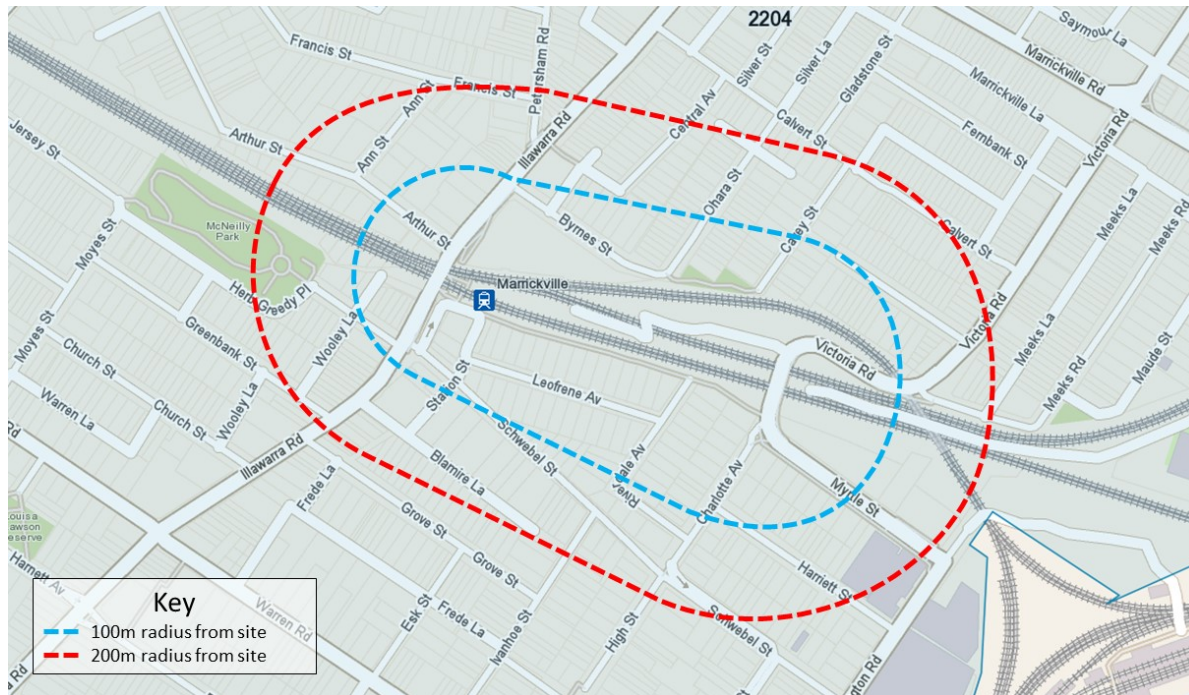 2204
Saymour La
Marrickville Rd
Francis St
Petersham Rd
Silver St
Silver La
Gladstone St
Marrickville La
Victoria Rd
Francis St
Ann St
Illawarra Rd
Central Av
Calvert St
Fernbank St
Jersey St
Arthur St
Ann St
Ohara St
Meeks La
Meeks Rd
McNeilly
Park
Arthur St
Byrnes St
Caley St
Calvert St
Moyes St
Herb Greedy Pl
Marrickville
Victoria Rd
Meeks La
Maude St
Moyes St
Greenbank St
Wooley La
Victoria Rd
Church St
Station St
Leofrene Av
Meeks Rd
Warren La
Church St
Wooley La
Schwebel St
Illawarra Rd
Blamire La
Charlotte Av
Myrtle St
Frede La
Grove St
Grove St
Harriett St
Harnett Av
Warren Rd
Esk St
Frede La
Ivanhoe St
High St
Schwebel St
Key
100m radius from site
200m radius from site